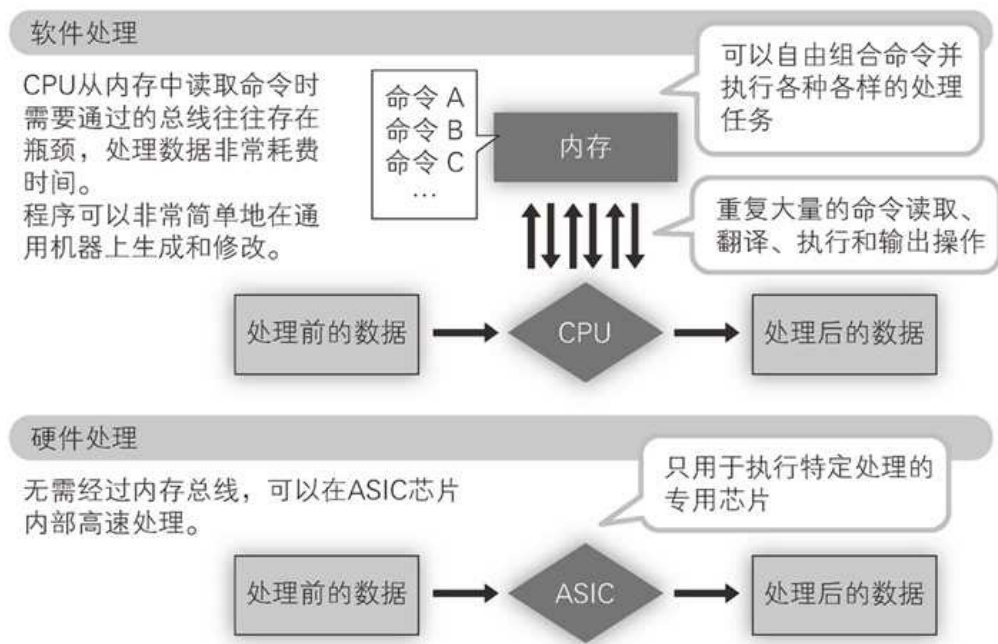 软件处理
CPU从内存中读取命令时
需要通过的总线往往存在
瓶颈，处理数据非常耗费
时间。
程序可以非常简单地在通
用机器上生成和修改。
命令 A
命令 B
命令 C
…
内存
可以自由组合命令并
执行各种各样的处理
任务
重复大量的命令读取、
翻译、执行和输出操作
处理前的数据
CPU
处理后的数据
硬件处理
无需经过内存总线，可以在ASIC芯片
内部高速处理。
只用于执行特定处理的
专用芯片
处理前的数据
ASIC
处理后的数据